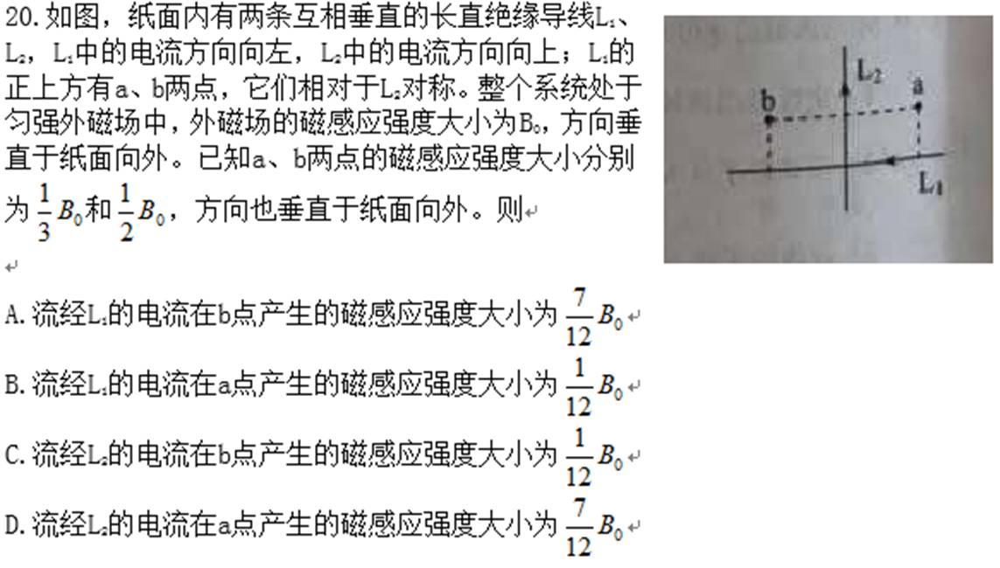 20.如图，纸面内有两条互相垂直的长直绝缘导线L₁、
L₂，L₁中的电流方向向左，L₂中的电流方向向上；L₁的
正上方有a、b两点，它们相对于L₂对称。整个系统处于
匀强外磁场中，外磁场的磁感应强度大小为B₀，方向垂
直于纸面向外。已知a、b两点的磁感应强度大小分别
为 1/3 B₀和 1/2 B₀，方向也垂直于纸面向外。则
A.流经L₁的电流在b点产生的磁感应强度大小为 7/12 B₀
B.流经L₁的电流在a点产生的磁感应强度大小为 1/12 B₀
C.流经L₂的电流在b点产生的磁感应强度大小为 1/12 B₀
D.流经L₂的电流在a点产生的磁感应强度大小为 7/12 B₀
L₂
a
b
L₁